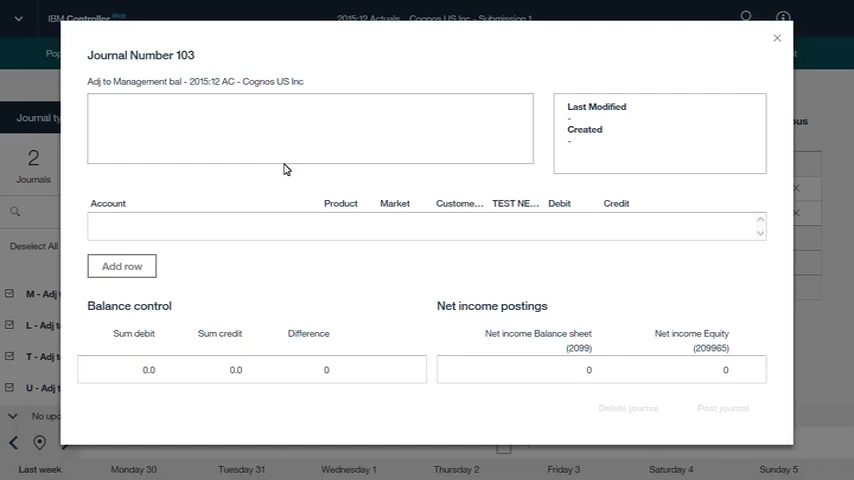 IBM Controller Web
2015:12 Actuals Cognos US Inc - Submission 1
Journal Number 103
Adj to Management bal - 2015:12 AC - Cognos US Inc
Last Modified
-
Created
-
Journal ty
2
Journals
Account Product Market Custome... TEST NE... Debit Credit
Deselect All
Add row
M - Adj t
L - Adj to
T - Adj to
U - Adj t
Balance control
Net income postings
Sum debit Sum credit Difference
Net income Balance sheet
(2099)
Net income Equity
(209965)
0.0 0.0 0
0 0
Delete journal Post journal
No upc
Last week Monday 30 Tuesday 31 Wednesday 1 Thursday 2 Friday 3 Saturday 4 Sunday 5